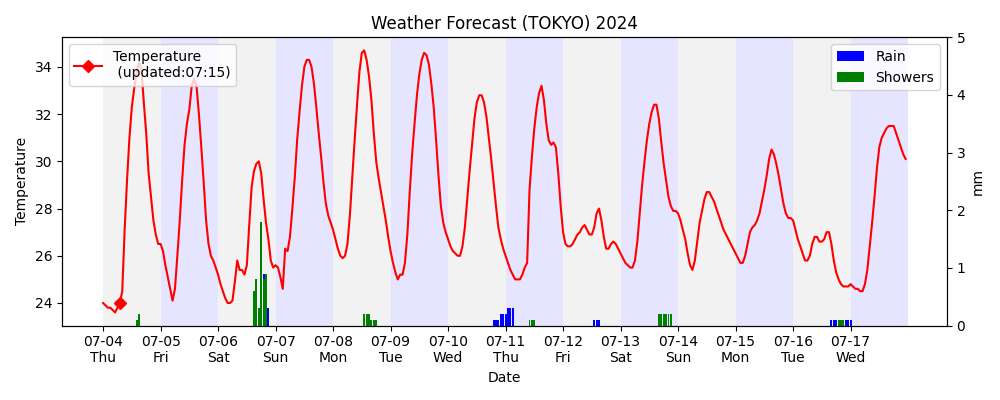 Weather Forecast (TOKYO) 2024
Temperature
(updated:07:15)
Rain
Showers
Temperature
34
32
30
28
26
24
5
4
3
2
1
0
mm
07-04 07-05 07-06 07-07 07-08 07-09 07-10 07-11 07-12 07-13 07-14 07-15 07-16 07-17
Thu Fri Sat Sun Mon Tue Wed Thu Fri Sat Sun Mon Tue Wed
Date